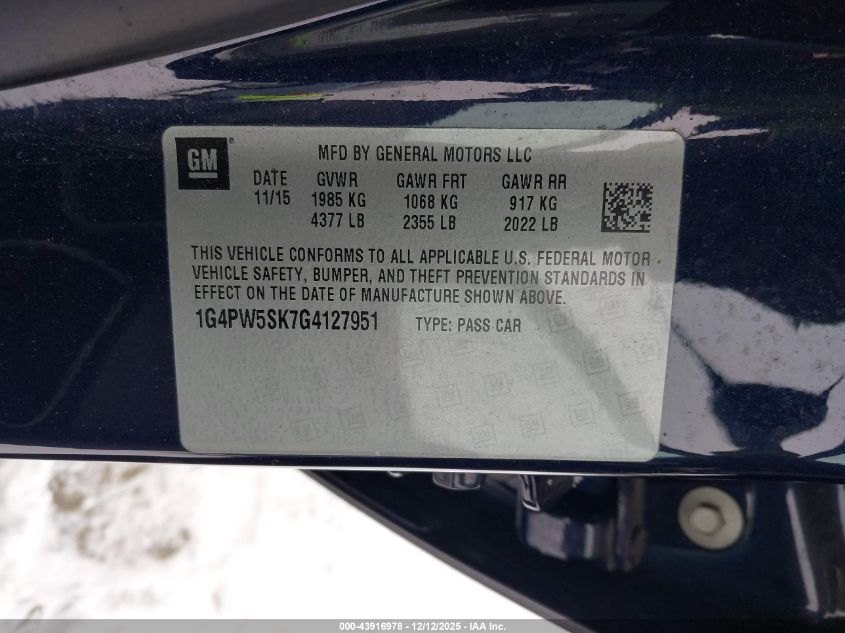 GM ®
MFD BY GENERAL MOTORS LLC
DATE GVWR GAWR FRT GAWR RR
11/15 1985 KG 1068 KG 917 KG
4377 LB 2355 LB 2022 LB
THIS VEHICLE CONFORMS TO ALL APPLICABLE U.S. FEDERAL MOTOR
VEHICLE SAFETY, BUMPER, AND THEFT PREVENTION STANDARDS IN
EFFECT ON THE DATE OF MANUFACTURE SHOWN ABOVE.
1G4PW5SK7G4127951 TYPE: PASS CAR
000-43916978 - 12/12/2025 - IAA Inc.